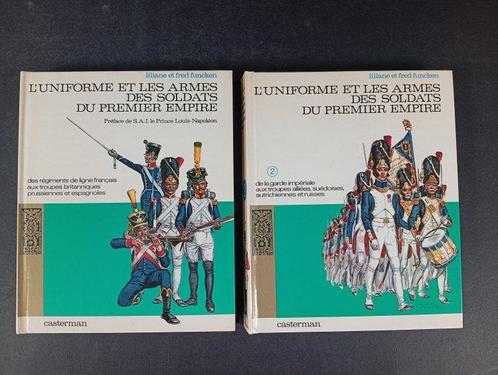 liliane et fred funcken
L'UNIFORME ET LES ARMES
DES SOLDATS
DU PREMIER EMPIRE
Préface de S.A.I. le Prince Louis-Napoléon
des régiments de ligne français
aux troupes britanniques
prussiennes et espagnoles
casterman
liliane et fred funcken
L'UNIFORME ET LES ARMES
DES SOLDATS
DU PREMIER EMPIRE
2
de la garde impériale
aux troupes alliées, suédoises,
autrichiennes et russes
casterman